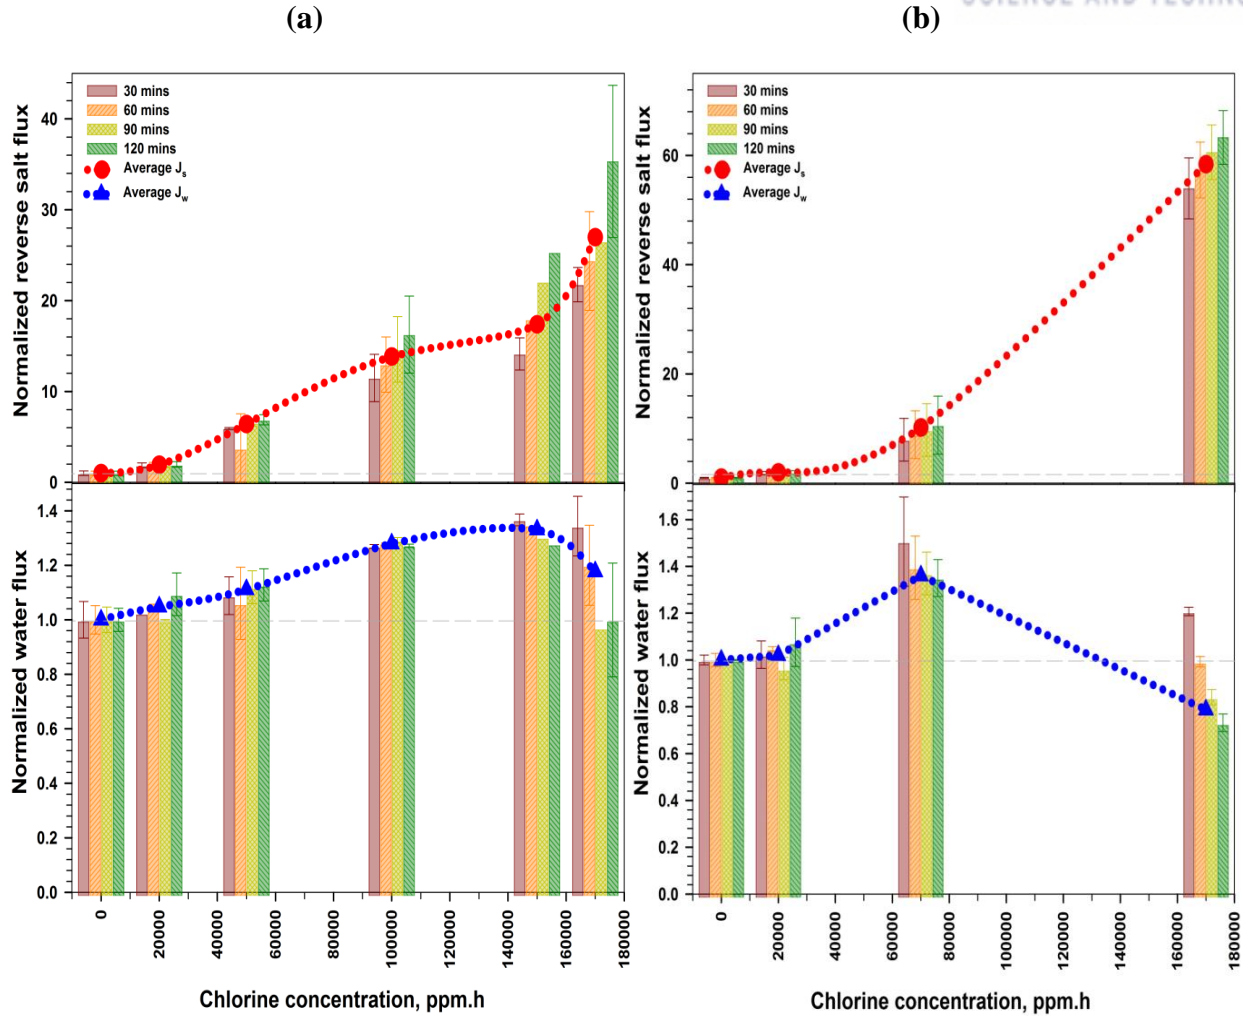 (a)
(b)
SCIENCE AND TECHN
30 mins
60 mins
90 mins
120 mins
Average Js
Average Jw
Normalized reverse salt flux
40
30
20
10
0
Normalized water flux
1.4
1.2
1.0
0.8
0.6
0.4
0.2
0.0
0
20000
40000
60000
80000
100000
120000
140000
160000
180000
Chlorine concentration, ppm.h
30 mins
60 mins
90 mins
120 mins
Average Js
Average Jw
Normalized reverse salt flux
60
40
20
0
Normalized water flux
1.6
1.4
1.2
1.0
0.8
0.6
0.4
0.2
0.0
0
20000
40000
60000
80000
100000
120000
140000
160000
180000
Chlorine concentration, ppm.h